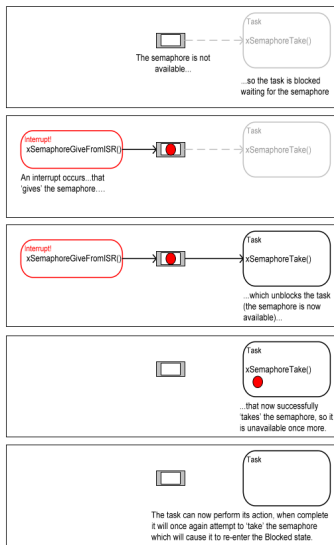 Task
xSemaphoreTake()
The semaphore is not
available...
...so the task is blocked
waiting for the semaphore
Interrupt!
xSemaphoreGiveFromISR()
Task
xSemaphoreTake()
An interrupt occurs...that
'gives' the semaphore....
Interrupt!
xSemaphoreGiveFromISR()
Task
xSemaphoreTake()
...which unblocks the task
(the semaphore is now
available)...
Task
xSemaphoreTake()
...that now successfully
'takes' the semaphore, so it
is unavailable once more.
Task
The task can now perform its action, when complete
it will once again attempt to 'take' the semaphore
which will cause it to re-enter the Blocked state.